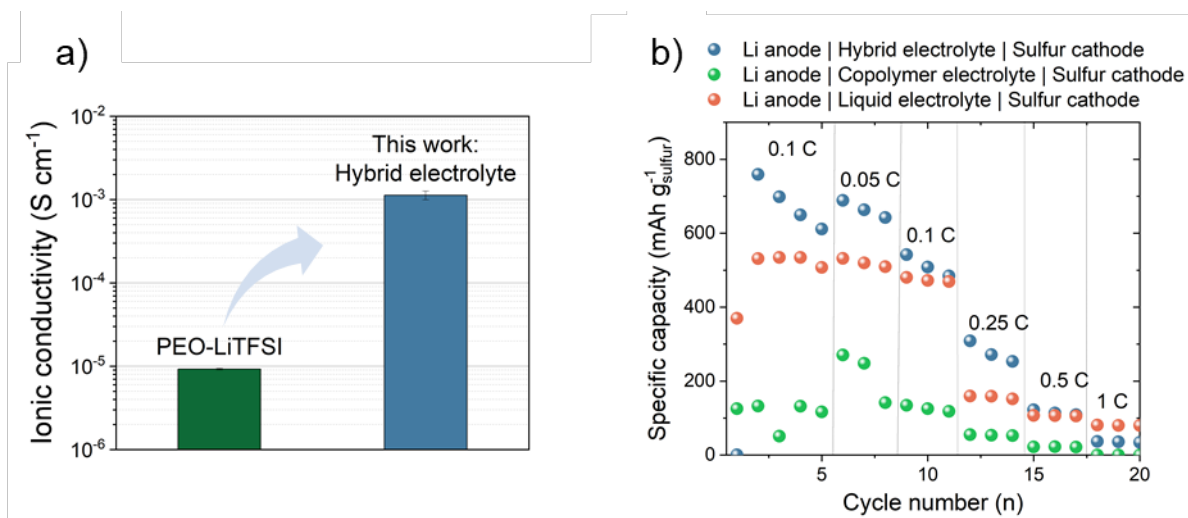 a)
Ionic conductivity (S cm⁻¹)
10⁻²
10⁻³
10⁻⁴
10⁻⁵
10⁻⁶
This work:
Hybrid electrolyte
PEO-LiTFSI
b)
Li anode | Hybrid electrolyte | Sulfur cathode
Li anode | Copolymer electrolyte | Sulfur cathode
Li anode | Liquid electrolyte | Sulfur cathode
Specific capacity (mAh g⁻¹sulfur)
800
600
400
200
0
0.1 C
0.05 C
0.1 C
0.25 C
0.5 C
1 C
5
10
15
20
Cycle number (n)